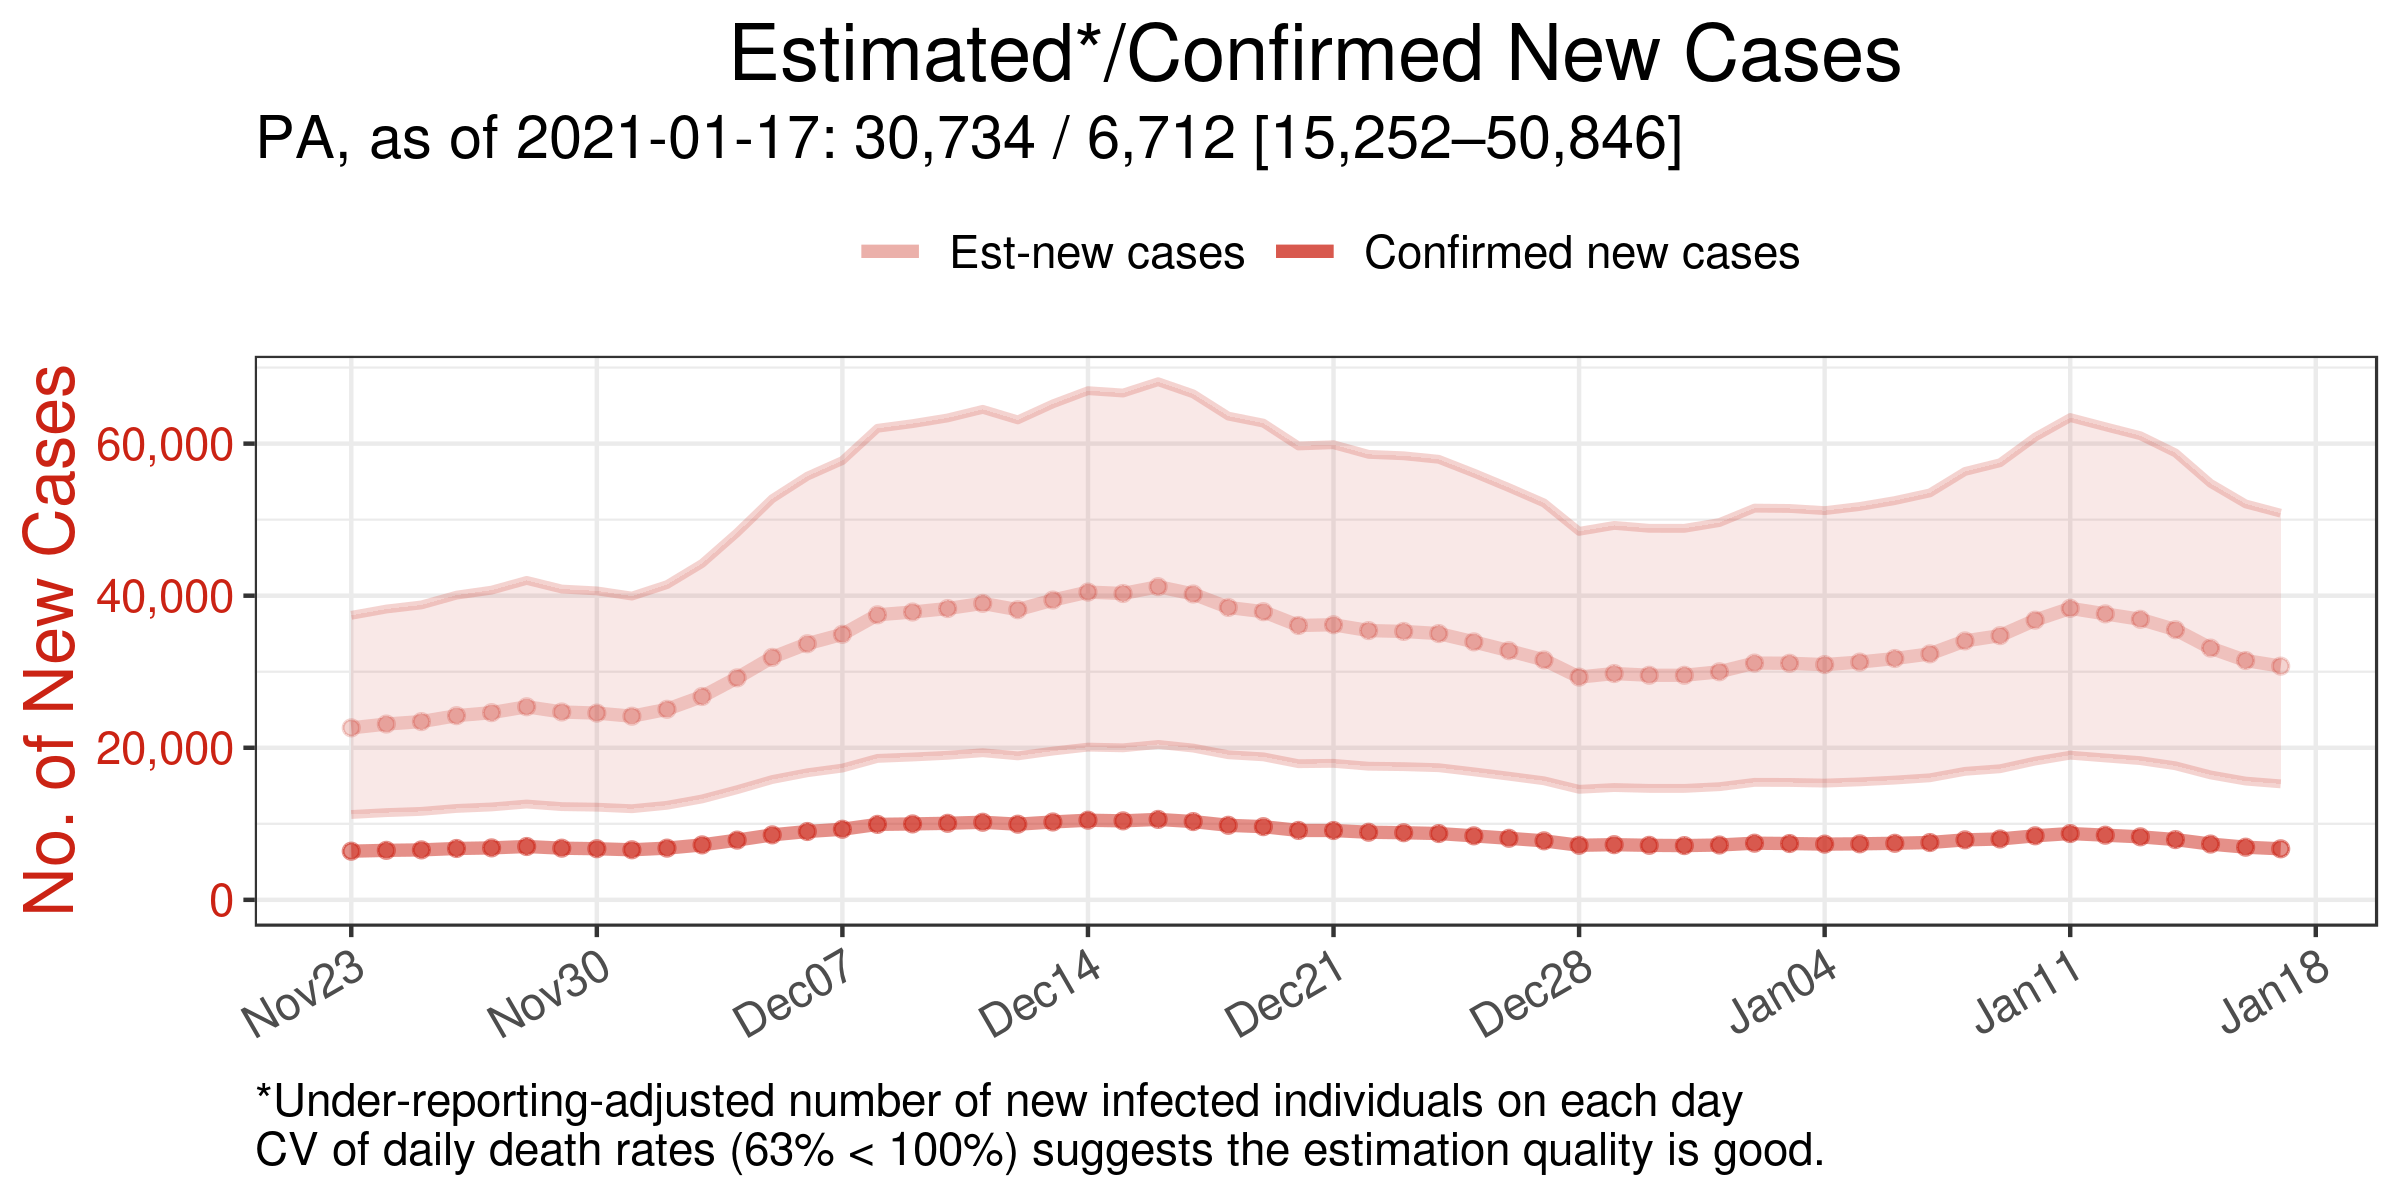 Estimated*/Confirmed New Cases
PA, as of 2021-01-17: 30,734 / 6,712 [15,252–50,846]
Est-new cases Confirmed new cases
No. of New Cases
60,000
40,000
20,000
0
Nov23 Nov30 Dec07 Dec14 Dec21 Dec28 Jan04 Jan11 Jan18
*Under-reporting-adjusted number of new infected individuals on each day
CV of daily death rates (63% < 100%) suggests the estimation quality is good.